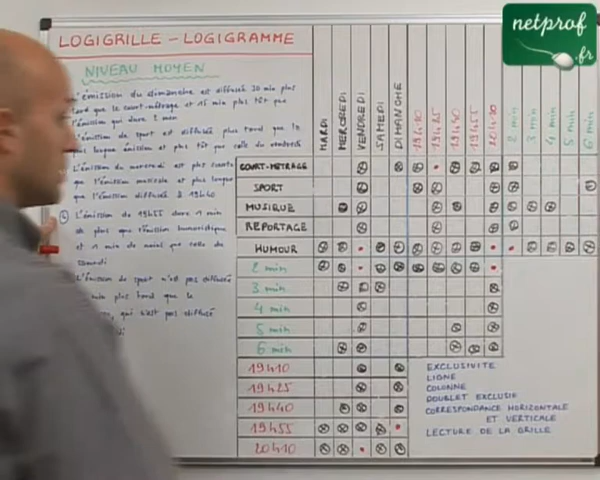 netprof
.fr
LOGIGRILLE - LOGIGRAMME
NIVEAU MOYEN
L'émission du dimanche est diffusée 30 min plus
tard que le court-métrage et 15 min plus tôt que
l'émission qui dure 2 min
L'émission de sport est diffusée plus tard que la
plus longue émission et plus tôt que celle du vendredi
L'émission du mercredi est plus courte
que l'émission musicale et plus longue
que l'émission diffusée à 19h40
L'émission de 19h55 dure 1 min
de plus que l'émission humoristique
et 1 min de moins que celle du
samedi
L'émission de sport n'est pas diffusée
min plus tard que le
qui n'est pas diffusé
MARDI
MERCREDI
VENDREDI
SAMEDI
DIMANCHE
19h10
19h25
19h40
19h55
20h10
2 min
3 min
4 min
5 min
6 min
COURT-METRAGE
SPORT
MUSIQUE
REPORTAGE
HUMOUR
2 min
3 min
4 min
5 min
6 min
19h10
19h25
19h40
19h55
20h10
EXCLUSIVITE
LIGNE
COLONNE
DOUBLET EXCLUSIF
CORRESPONDANCE HORIZONTALE
ET VERTICALE
LECTURE DE LA GRILLE